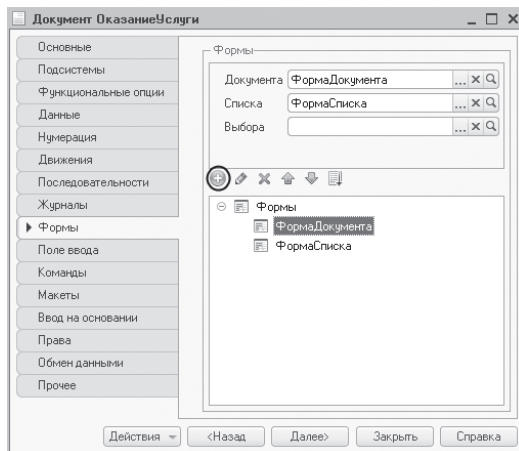 Документ ОказаниеУслуги
Основные
Подсистемы
Функциональные опции
Данные
Нумерация
Движения
Последовательности
Журналы
Формы
Поле ввода
Команды
Макеты
Ввод на основании
Права
Обмен данными
Прочее
Формы
Документа ФормаДокумента ...
Списка ФормаСписка ...
Выбора ...
Формы
ФормаДокумента
ФормаСписка
Действия <Назад Далее> Закрыть Справка